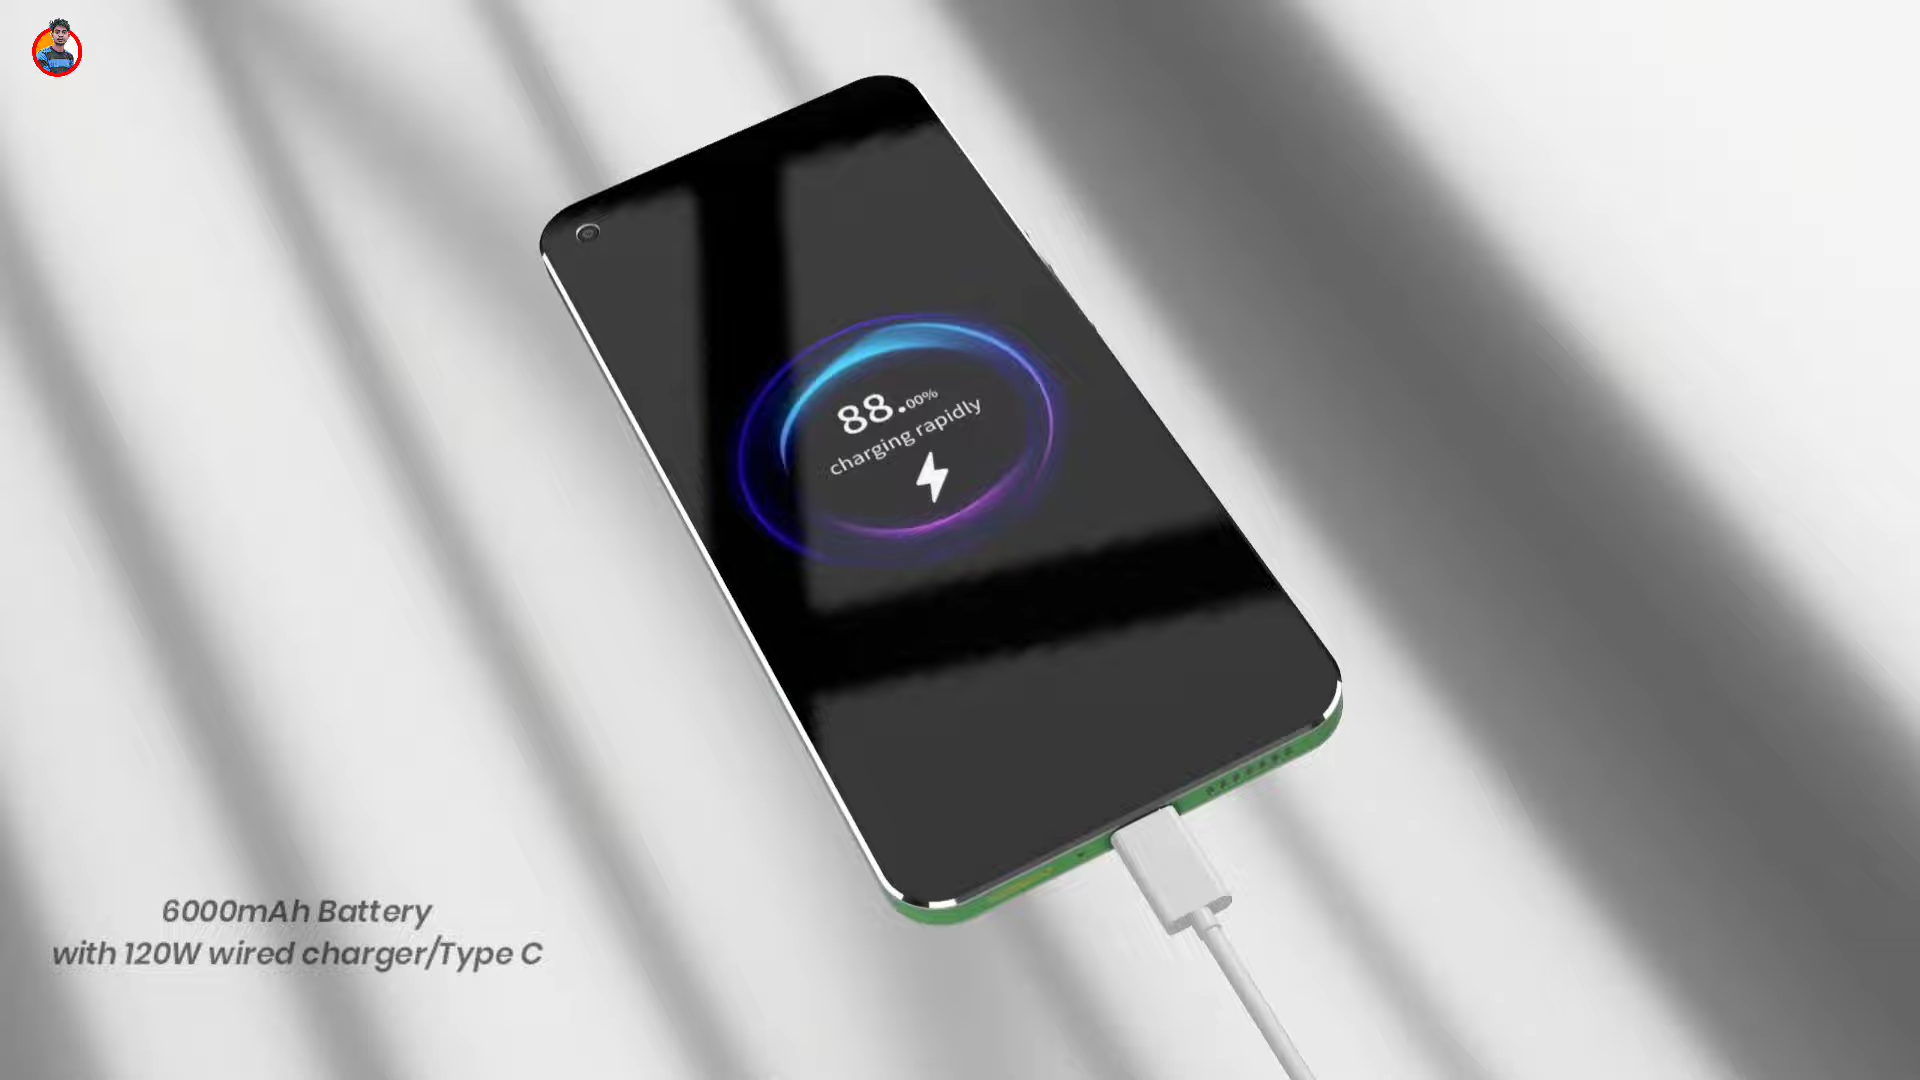 88.00%
charging rapidly
6000mAh Battery
with 120W wired charger/Type C